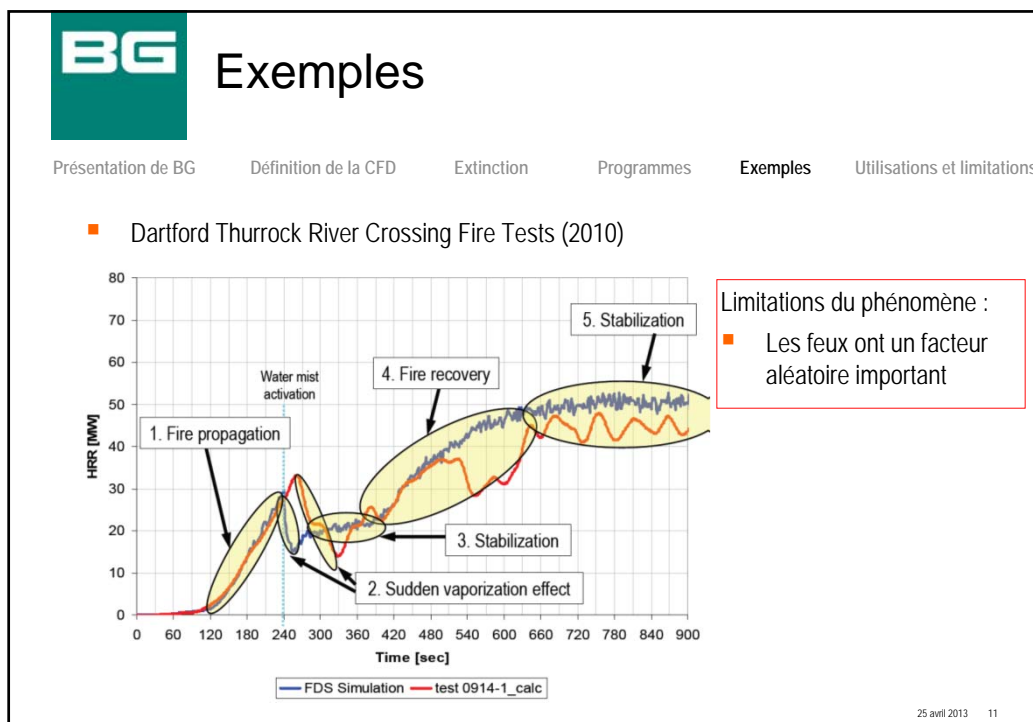 BG
Exemples
Présentation de BG Définition de la CFD Extinction Programmes Exemples Utilisations et limitations
Dartford Thurrock River Crossing Fire Tests (2010)
80
70
60
50
40
30
20
10
0
HRR [MW]
0 60 120 180 240 300 360 420 480 540 600 660 720 780 840 900
Time [sec]
Water mist
activation
1. Fire propagation
2. Sudden vaporization effect
3. Stabilization
4. Fire recovery
5. Stabilization
FDS Simulation test 0914-1_calc
Limitations du phénomène :
Les feux ont un facteur
aléatoire important
25 avril 2013 11